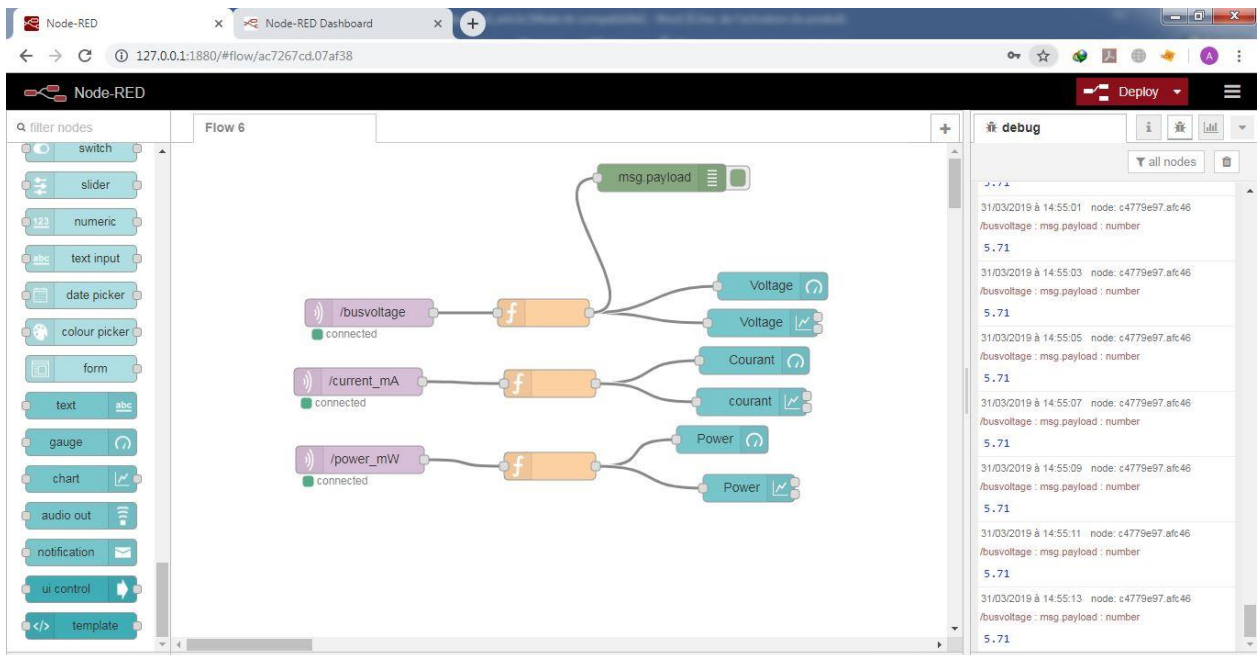 Node-RED
Node-RED Dashboard
127.0.0.1:1880/#flow/ac7267cd.07af38
A
Node-RED
Deploy
filter nodes
Flow 6
debug
i
all nodes
switch
slider
123 numeric
abc text input
date picker
colour picker
form
text abc
gauge
chart
audio out
notification
ui control
</> template
msg.payload
/busvoltage
connected
f
Voltage
Voltage
/current_mA
connected
f
Courant
courant
/power_mW
connected
f
Power
Power
5.71
31/03/2019 à 14:55:01 node: c4779e97.afc46
/busvoltage : msg.payload : number
5.71
31/03/2019 à 14:55:03 node: c4779e97.afc46
/busvoltage : msg.payload : number
5.71
31/03/2019 à 14:55:05 node: c4779e97.afc46
/busvoltage : msg.payload : number
5.71
31/03/2019 à 14:55:07 node: c4779e97.afc46
/busvoltage : msg.payload : number
5.71
31/03/2019 à 14:55:09 node: c4779e97.afc46
/busvoltage : msg.payload : number
5.71
31/03/2019 à 14:55:11 node: c4779e97.afc46
/busvoltage : msg.payload : number
5.71
31/03/2019 à 14:55:13 node: c4779e97.afc46
/busvoltage : msg.payload : number
5.71